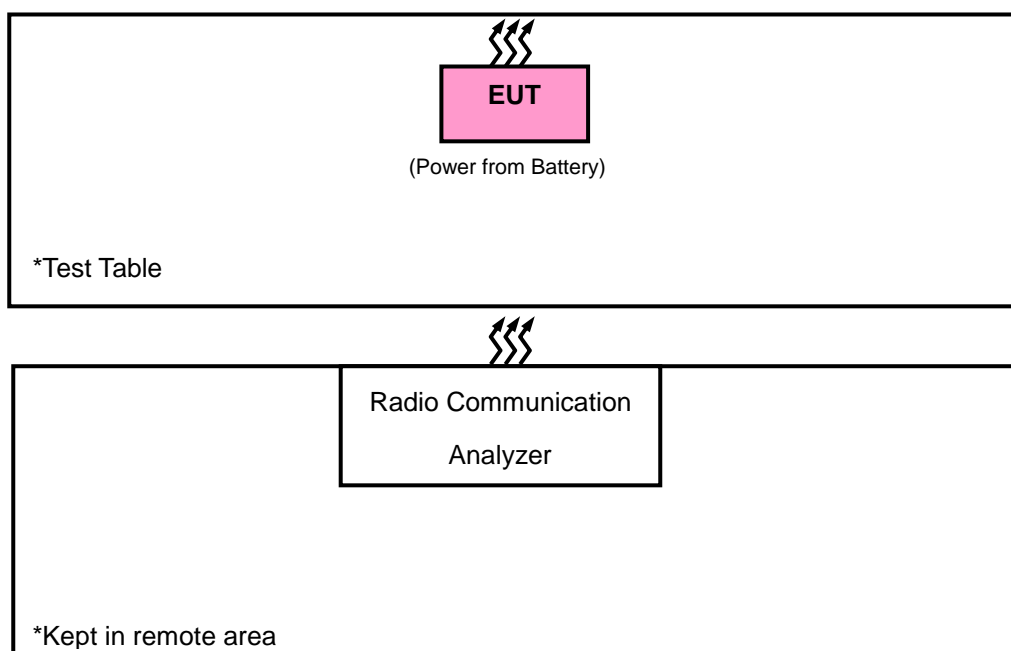 EUT
(Power from Battery)
*Test Table
Radio Communication
Analyzer
*Kept in remote area